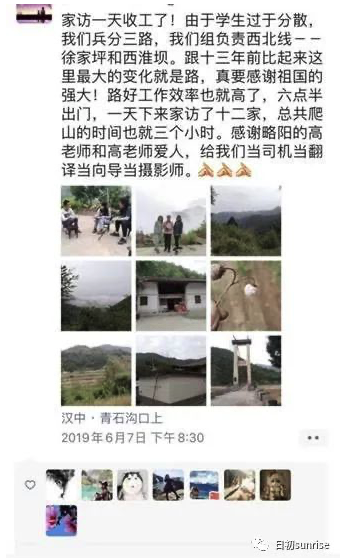 家访一天收工了！由于学生过于分散，
我们兵分三路，我们组负责西北线－－
徐家坪和西淮坝。跟十三年前比起来这
里最大的变化就是路，真要感谢祖国的
强大！路好工作效率也就高了，六点半
出门，一天下来家访了十二家，总共爬
山的时间也就三个小时。感谢略阳的高
老师和高老师爱人，给我们当司机当翻
译当向导当摄影师。
汉中·青石沟口上
2019年6月7日 下午8:30
日初sunrise